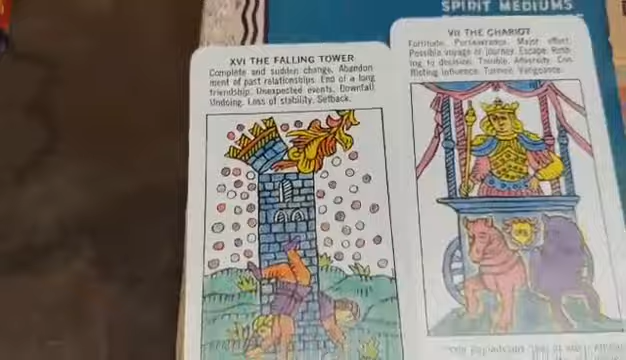 SPIRIT MEDIUMS
XVI THE FALLING TOWER
Complete and sudden change. Abandon
ment of past relationships. End of a long
friendship. Unexpected events. Downfall.
Undoing. Loss of stability. Setback.
VII THE CHARIOT
Fortitude. Perseverance. Major effort.
Possible voyage or journey. Escape. Rush
ing to decision. Trouble. Adversity. Con
flicting influence. Turmoil. Vengeance.